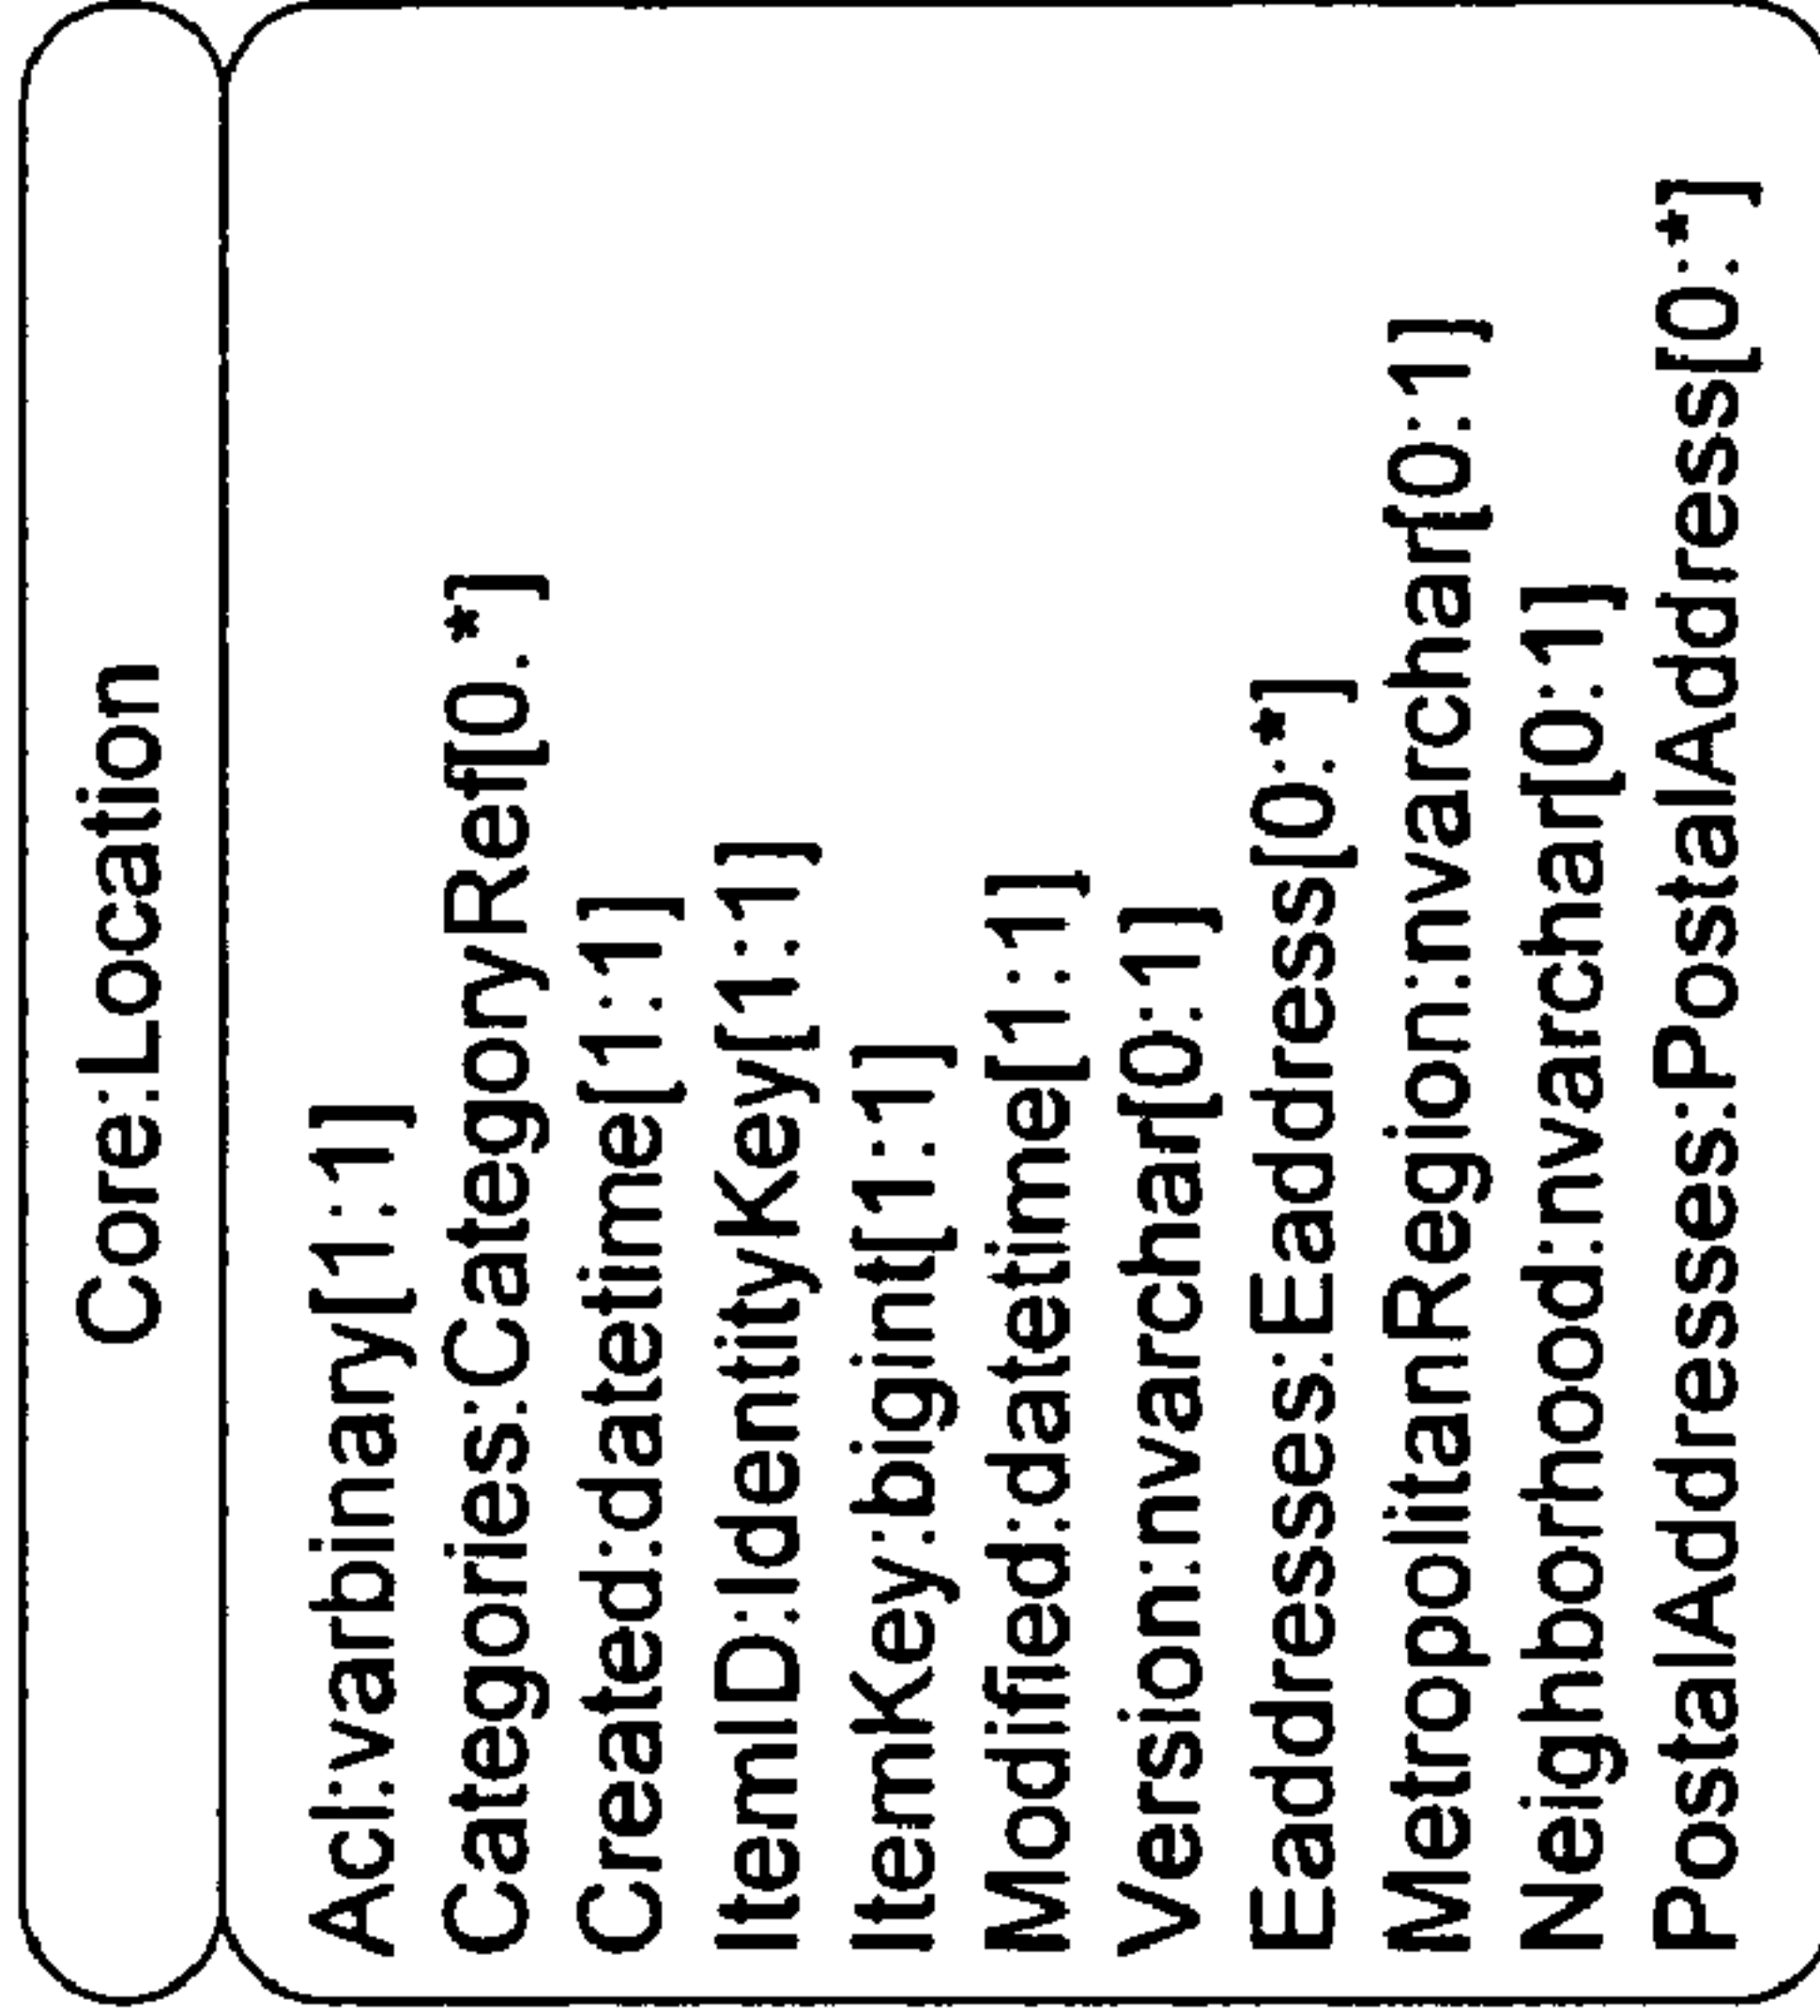 Core:Location
Acl:varbinary[1:1]
Categories:CategoryRef[0.*]
Created:datetime[1:1]
ItemID:IdentityKey[1:1]
ItemKey:bigint[1:1]
Modified:datetime[1:1]
Version:nvarchar[0:1]
Eaddresses:Eaddress[0:*]
MetropolitanRegion:nvarchar[0:1]
Neighborhood:nvarchar[0:1]
PostalAddresses:PostalAddress[0:*]